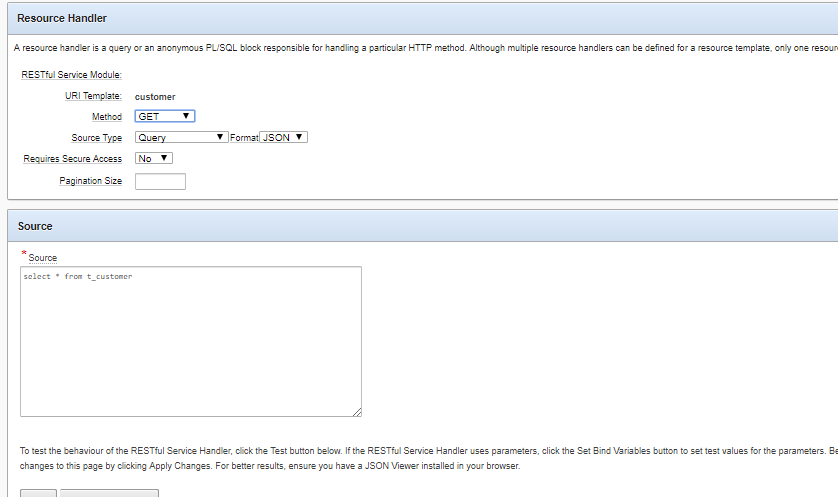 Resource Handler
A resource handler is a query or an anonymous PL/SQL block responsible for handling a particular HTTP method. Although multiple resource handlers can be defined for a resource template, only one resour
RESTful Service Module:
URI Template: customer
Method GET
Source Type Query Format JSON
Requires Secure Access No
Pagination Size
Source
* Source
select * from t_customer
To test the behaviour of the RESTful Service Handler, click the Test button below. If the RESTful Service Handler uses parameters, click the Set Bind Variables button to set test values for the parameters. Be
changes to this page by clicking Apply Changes. For better results, ensure you have a JSON Viewer installed in your browser.